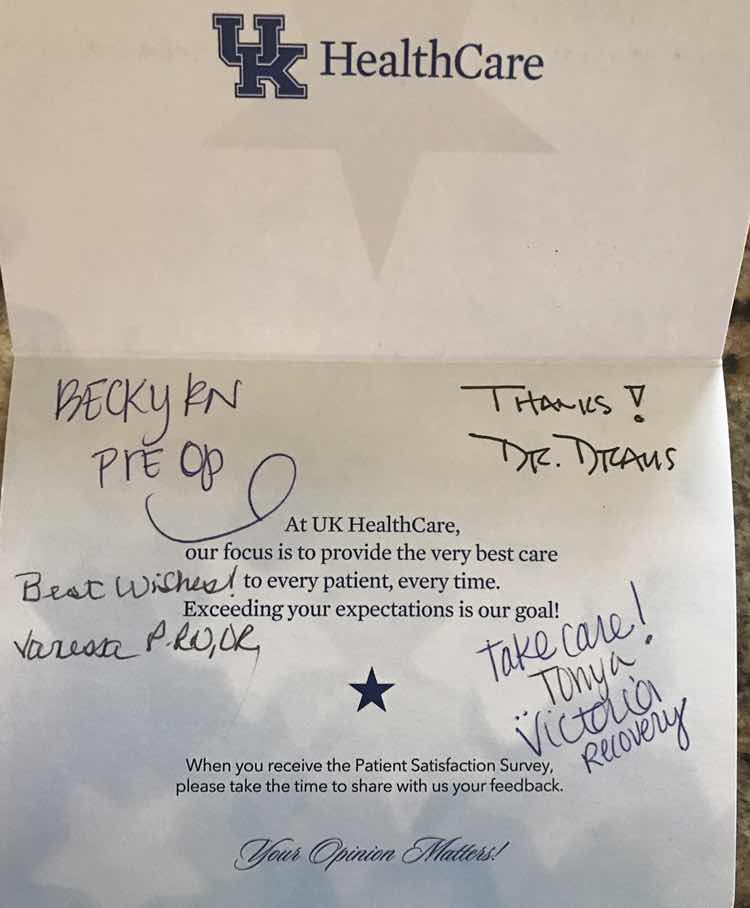 UK HealthCare
BECKY RN
PRE OP
THANKS!
DR. DRAUS
At UK HealthCare,
our focus is to provide the very best care
to every patient, every time.
Exceeding your expectations is our goal!
Best Wishes!
Vanessa P. RN, OR
Take care!
Tonya
Victoria
Recovery
When you receive the Patient Satisfaction Survey,
please take the time to share with us your feedback.
Your Opinion Matters!